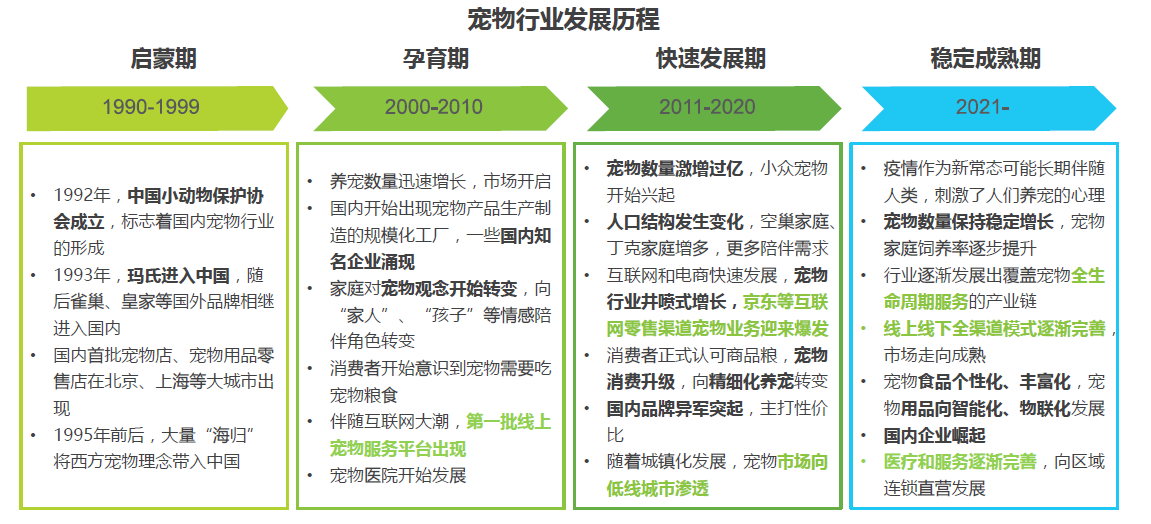 宠物行业发展历程
启蒙期
孕育期
快速发展期
稳定成熟期
1990-1999
2000-2010
2011-2020
2021-
• 1992年，中国小动物保护协
会成立，标志着国内宠物行业
的形成
• 1993年，玛氏进入中国，随
后雀巢、皇家等国外品牌相继
进入国内
• 国内首批宠物店、宠物用品零
售店在北京、上海等大城市出
现
• 1995年前后，大量“海归”
将西方宠物理念带入中国
• 养宠数量迅速增长，市场开启
• 国内开始出现宠物产品生产制
造的规模化工厂，一些国内知
名企业涌现
• 家庭对宠物观念开始转变，向
“家人”、“孩子”等情感陪
伴角色转变
• 消费者开始意识到宠物需要吃
宠物粮食
• 伴随互联网大潮，第一批线上
宠物服务平台出现
• 宠物医院开始发展
• 宠物数量激增过亿，小众宠物
开始兴起
• 人口结构发生变化，空巢家庭、
丁克家庭增多，更多陪伴需求
• 互联网和电商快速发展，宠物
行业井喷式增长，京东等互联
网零售渠道宠物业务迎来爆发
• 消费者正式认可商品粮，宠物
消费升级，向精细化养宠转变
• 国内品牌异军突起，主打性价
比
• 随着城镇化发展，宠物市场向
低线城市渗透
• 疫情作为新常态可能长期伴随
人类，刺激了人们养宠的心理
• 宠物数量保持稳定增长，宠物
家庭饲养率逐步提升
• 行业逐渐发展出覆盖宠物全生
命周期服务的产业链
• 线上线下全渠道模式逐渐完善，
市场走向成熟
• 宠物食品个性化、丰富化，宠
物用品向智能化、物联化发展
• 国内企业崛起
• 医疗和服务逐渐完善，向区域
连锁直营发展